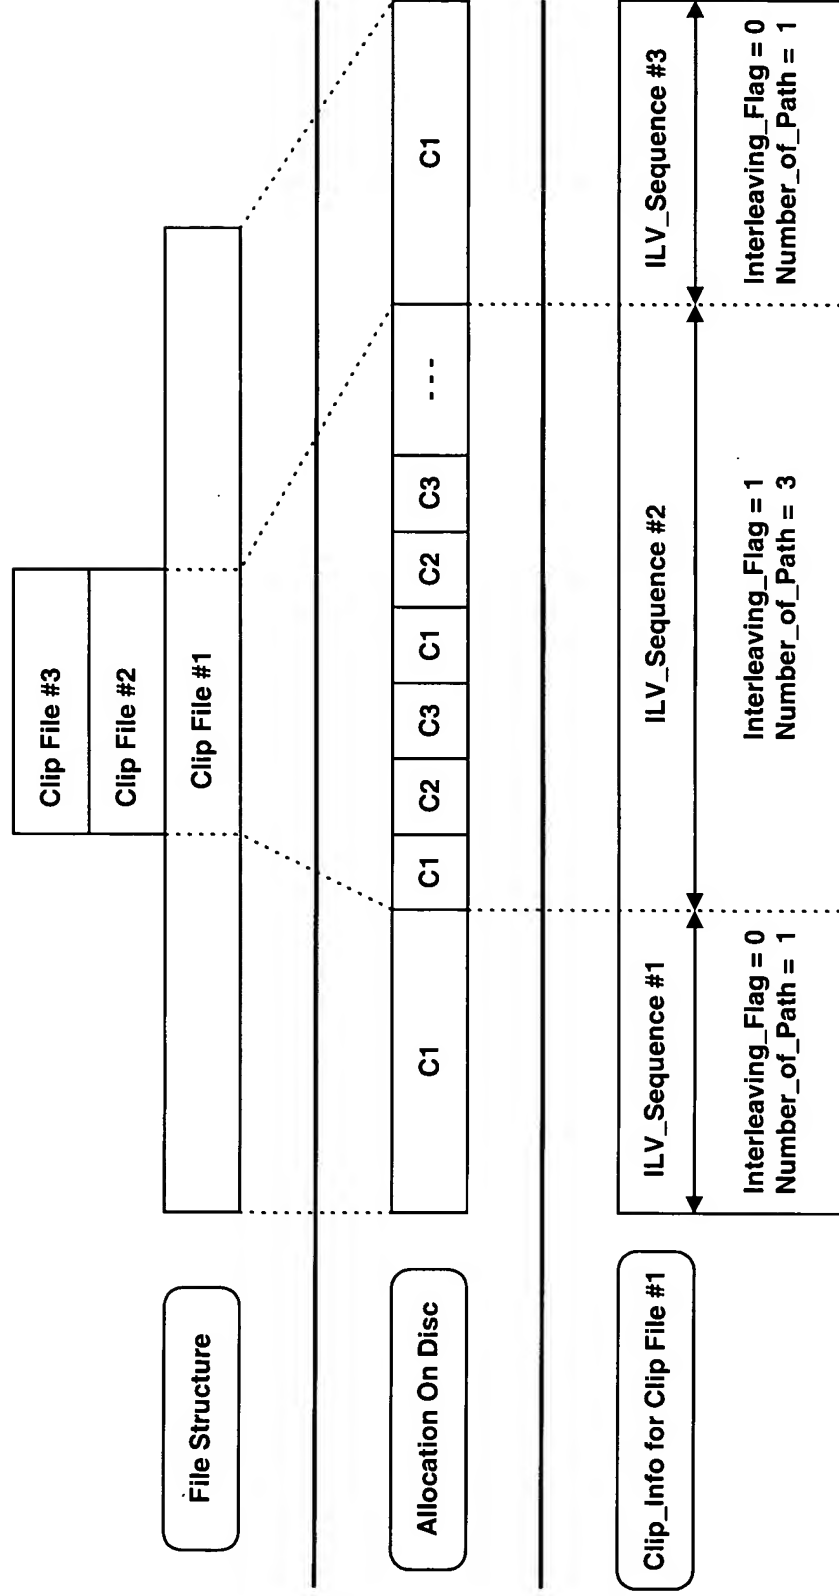 File Structure
Clip File #3
Clip File #2
Clip File #1
Allocation On Disc
C1
C1
C2
C3
C1
C2
C3
---
C1
Clip_Info for Clip File #1
ILV_Sequence #1
ILV_Sequence #2
ILV_Sequence #3
Interleaving_Flag = 0
Number_of_Path = 1
Interleaving_Flag = 1
Number_of_Path = 3
Interleaving_Flag = 0
Number_of_Path = 1